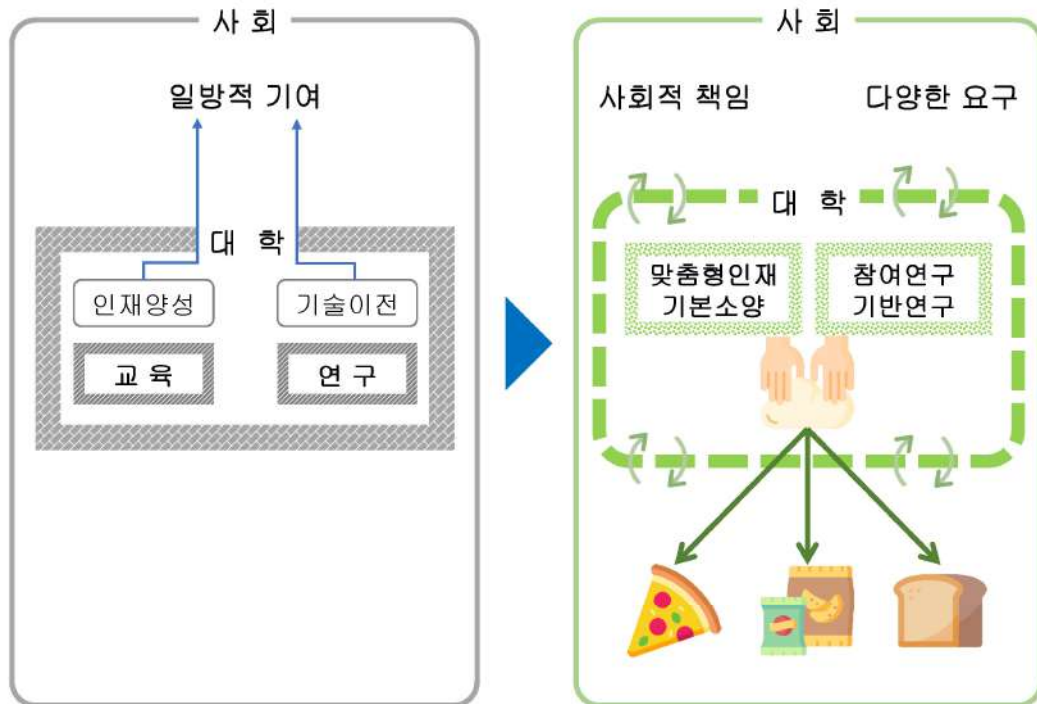 사 회
일방적 기여
대 학
인재양성
기술이전
교 육
연 구
사 회
사회적 책임
다양한 요구
대 학
맞춤형인재
기본소양
참여연구
기반연구